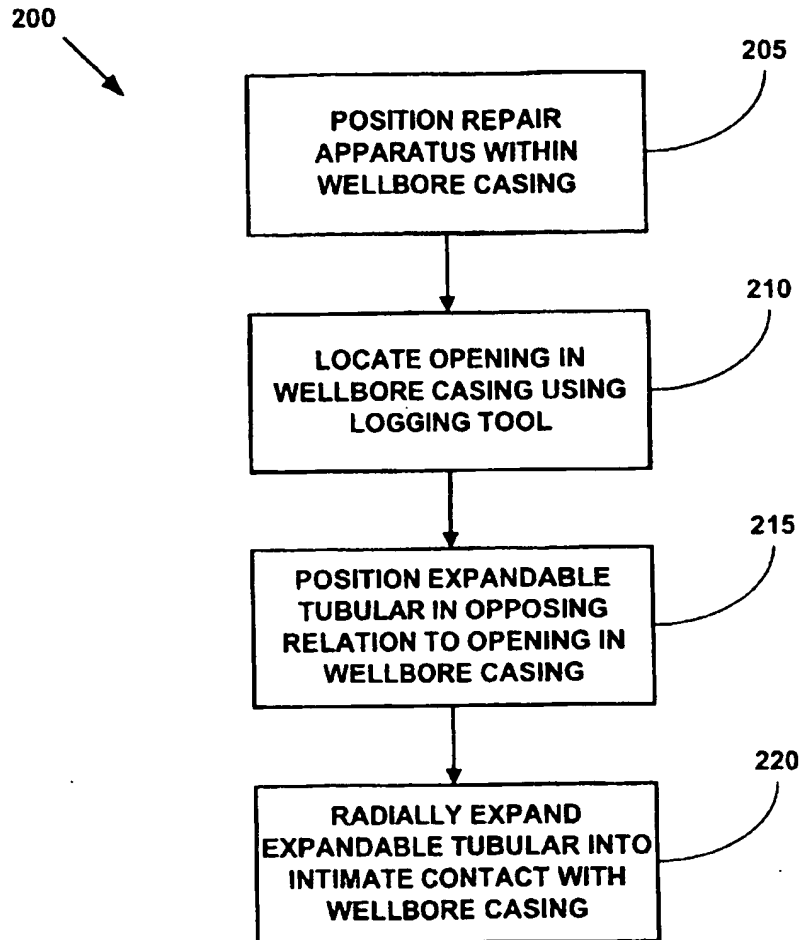 200
205
POSITION REPAIR
APPARATUS WITHIN
WELLBORE CASING
210
LOCATE OPENING IN
WELLBORE CASING USING
LOGGING TOOL
215
POSITION EXPANDABLE
TUBULAR IN OPPOSING
RELATION TO OPENING IN
WELLBORE CASING
220
RADIALLY EXPAND
EXPANDABLE TUBULAR INTO
INTIMATE CONTACT WITH
WELLBORE CASING